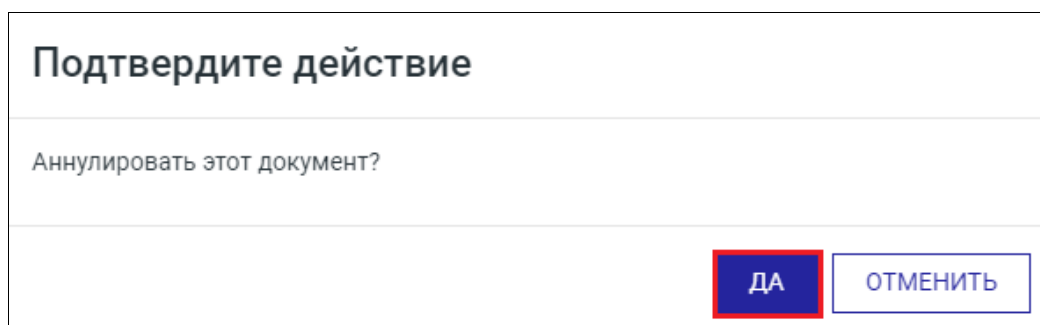 Подтвердите действие
Аннулировать этот документ?
ДА ОТМЕНИТЬ